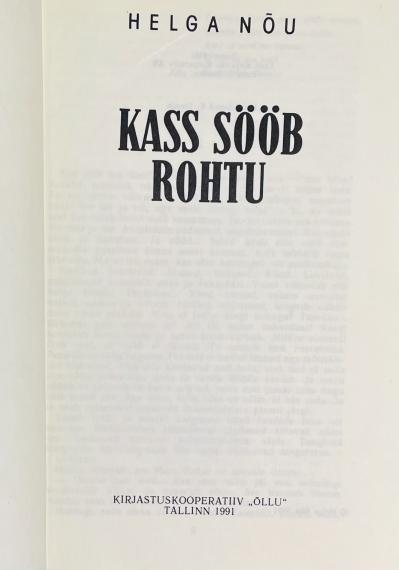 HELGA NÕU
KASS SÖÖB
ROHTU
KIRJASTUSKOOPERATIIV „ÕLLU“
TALLINN 1991